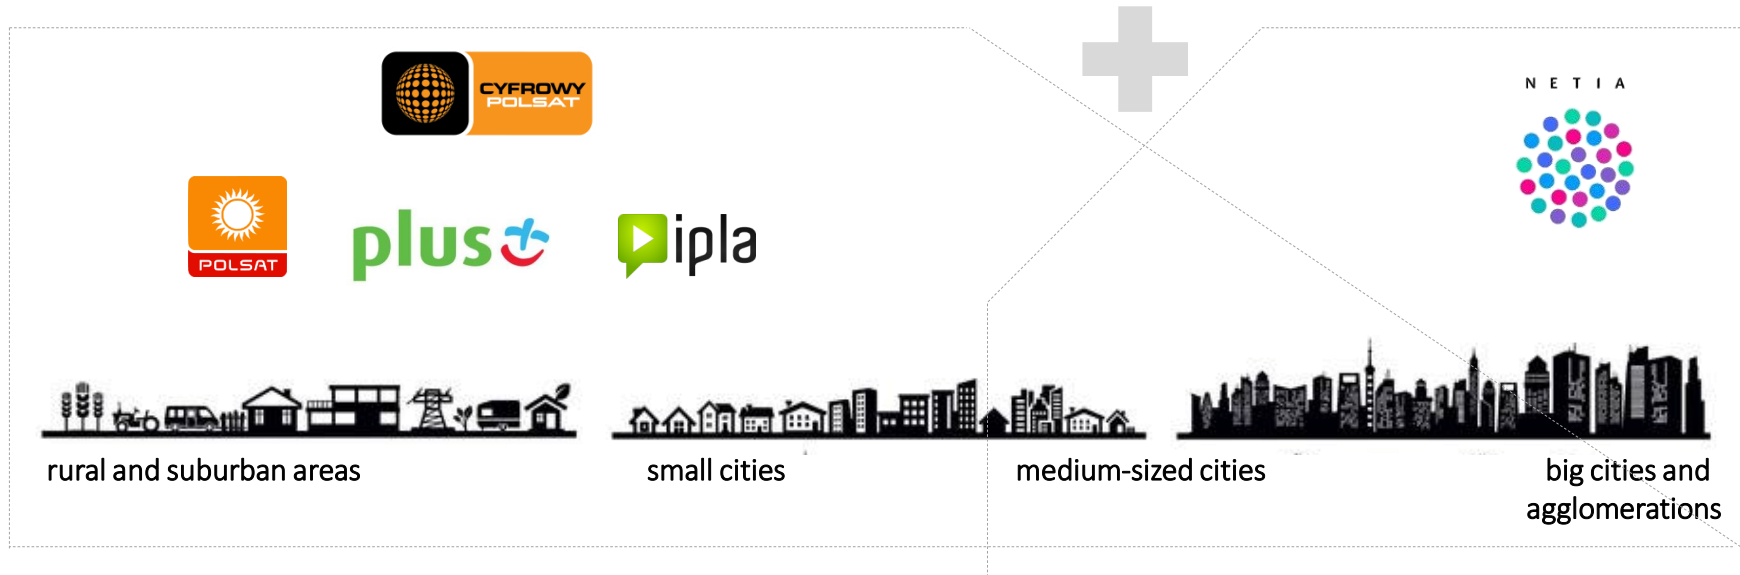 CYFROWY
POLSAT
NETIA
POLSAT
plus
ipla
rural and suburban areas
small cities
medium-sized cities
big cities and
agglomerations